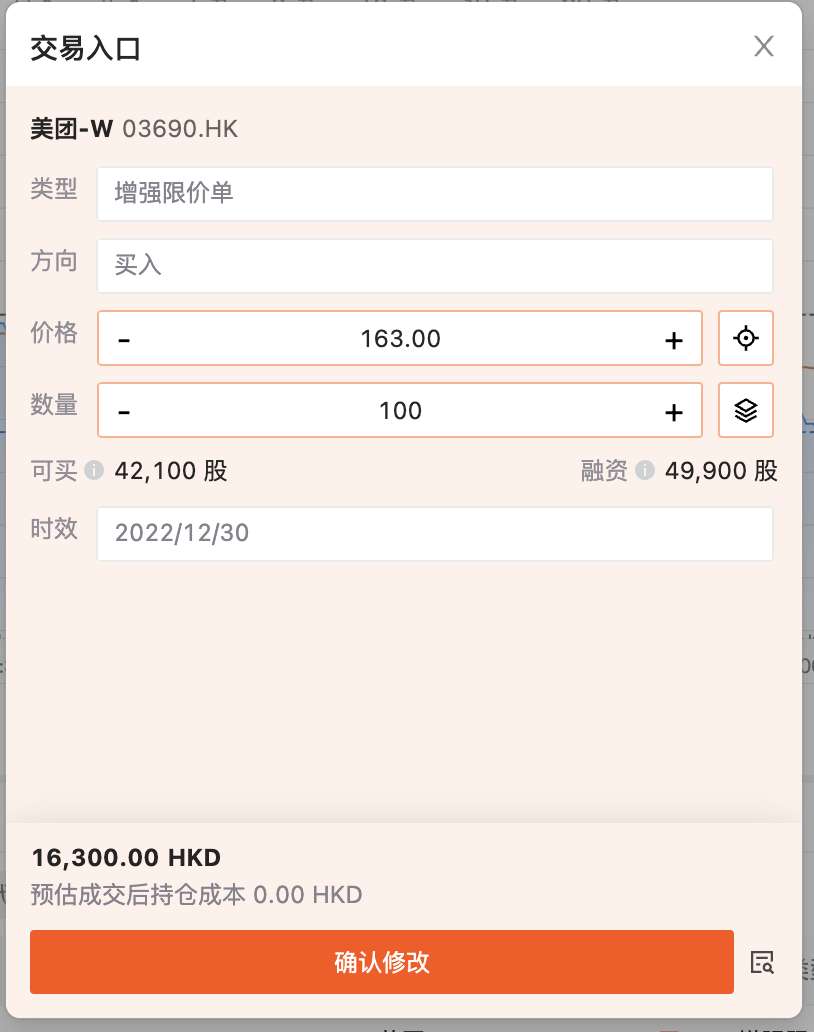 交易入口
美团-W 03690.HK
类型 增强限价单
方向 买入
价格 - 163.00 +
数量 - 100 +
可买 42,100 股 融资 49,900 股
时效 2022/12/30
16,300.00 HKD
预估成交后持仓成本 0.00 HKD
确认修改